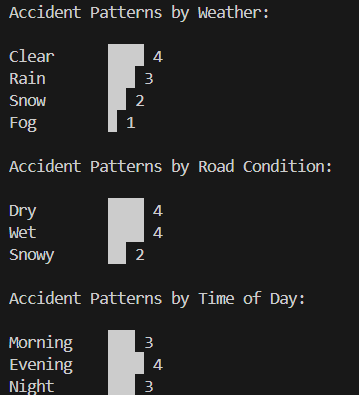 Accident Patterns by Weather:
Clear 4
Rain 3
Snow 2
Fog 1
Accident Patterns by Road Condition:
Dry 4
Wet 4
Snowy 2
Accident Patterns by Time of Day:
Morning 3
Evening 4
Night 3